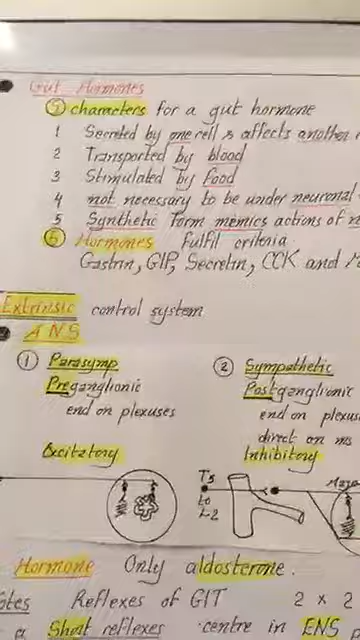 Gut Hormones
⑤ characters for a gut hormone
1 Secreted by one cell & affects another
2 Transported by blood
3 Stimulated by food
4 not necessary to be under neuronal
5 Synthetic form memics actions of
⑥ Hormones Fulfil criteria
Gastrin, GIP, Secretin, CCK and
Extrinsic control system
ANS
① Parasymp
Preganglionic
end on plexuses
Excitatory
② Sympathetic
Postganglionic
end on plexus
direct on ms
Inhibitory
T5
to
L2
Hormone Only aldosterone.
Notes Reflexes of GIT 2 x 2
a Short reflexes centre in ENS